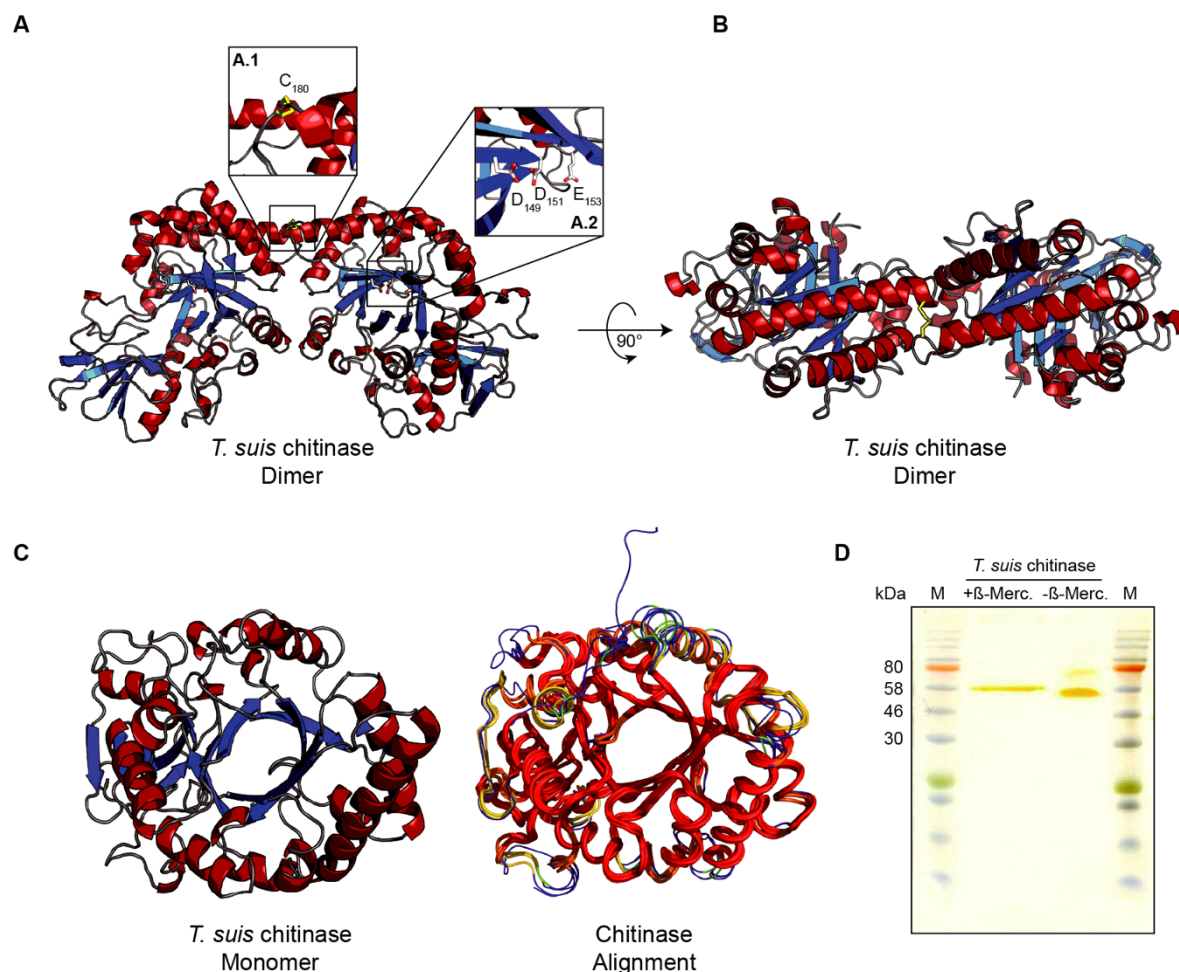 A
A.1
C180
D149 D151 E153
A.2
T. suis chitinase
Dimer
90°
B
T. suis chitinase
Dimer
C
T. suis chitinase
Monomer
Chitinase
Alignment
D
T. suis chitinase
kDa M +ß-Merc. -ß-Merc. M
80
58
46
30